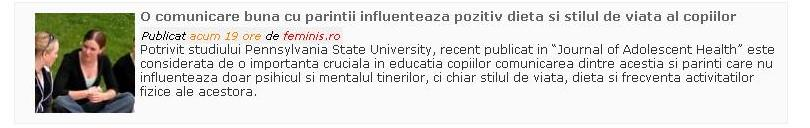 O comunicare buna cu parintii influenteaza pozitiv dieta si stilul de viata al copiilor
Publicat acum 19 ore de feminis.ro
Potrivit studiului Pennsylvania State University, recent publicat in “Journal of Adolescent Health” este
considerata de o importanta cruciala in educatia copiilor comunicarea dintre acestia si parinti care nu
influenteaza doar psihicul si mentalul tinerilor, ci chiar stilul de viata, dieta si frecventa activitatilor
fizice ale acestora.